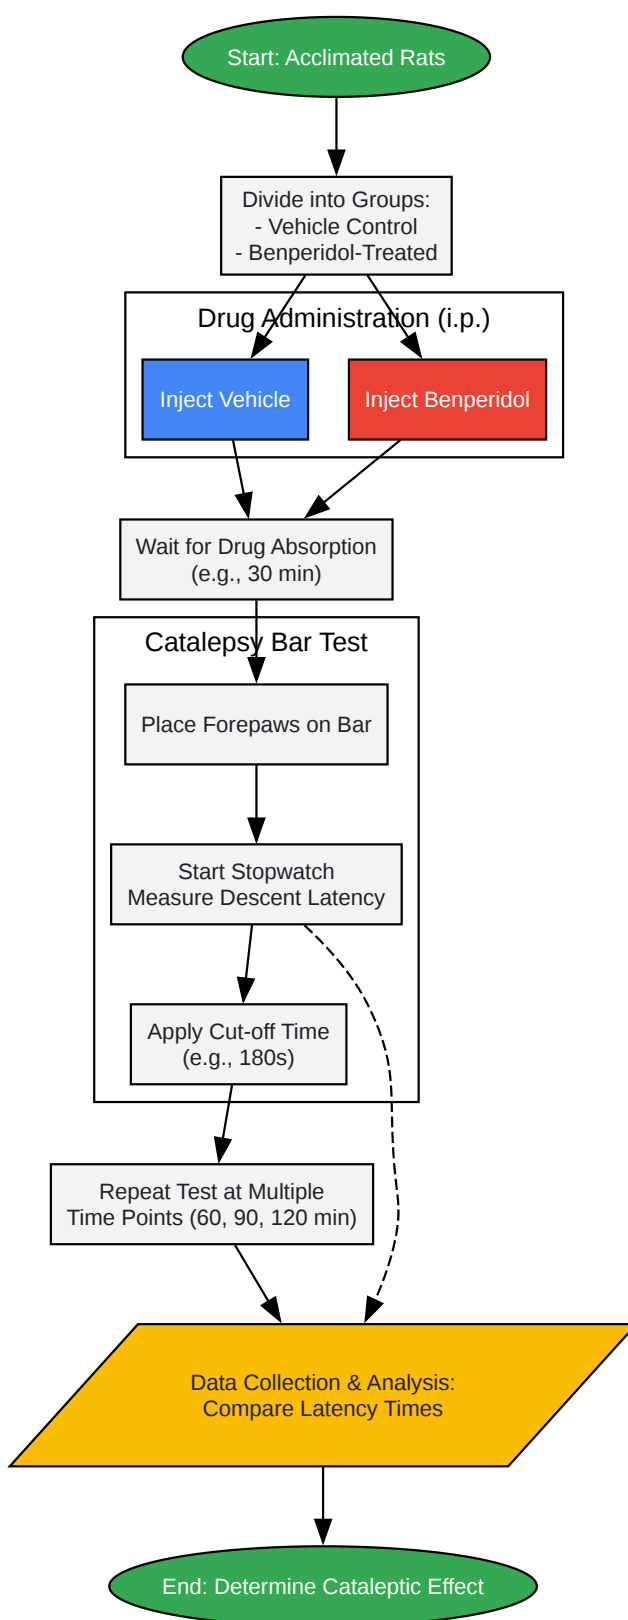 Start: Acclimated Rats
Divide into Groups:
- Vehicle Control
- Benperidol-Treated
Drug Administration (i.p.)
Inject Vehicle
Inject Benperidol
Wait for Drug Absorption
(e.g., 30 min)
Catalepsy Bar Test
Place Forepaws on Bar
Start Stopwatch
Measure Descent Latency
Apply Cut-off Time
(e.g., 180s)
Repeat Test at Multiple
Time Points (60, 90, 120 min)
Data Collection & Analysis:
Compare Latency Times
End: Determine Cataleptic Effect